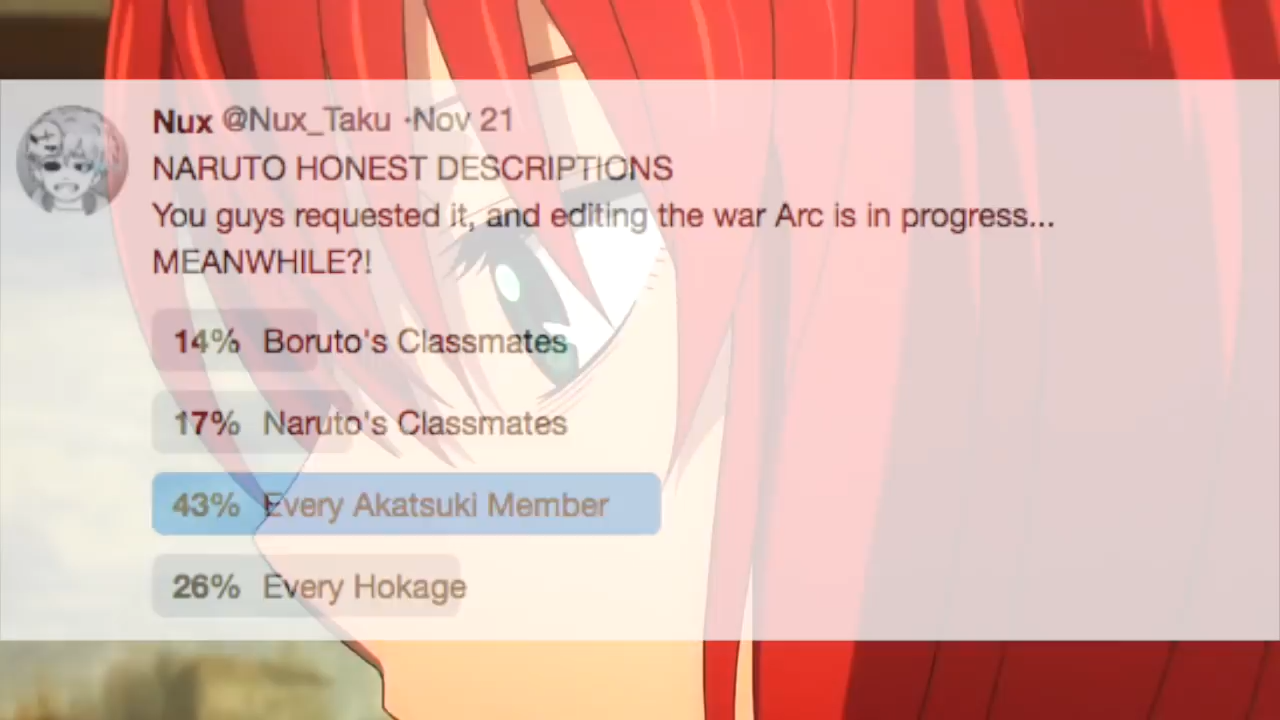 Nux @Nux_Taku ·Nov 21
NARUTO HONEST DESCRIPTIONS
You guys requested it, and editing the war Arc is in progress...
MEANWHILE?!
14% Boruto's Classmates
17% Naruto's Classmates
43% Every Akatsuki Member
26% Every Hokage